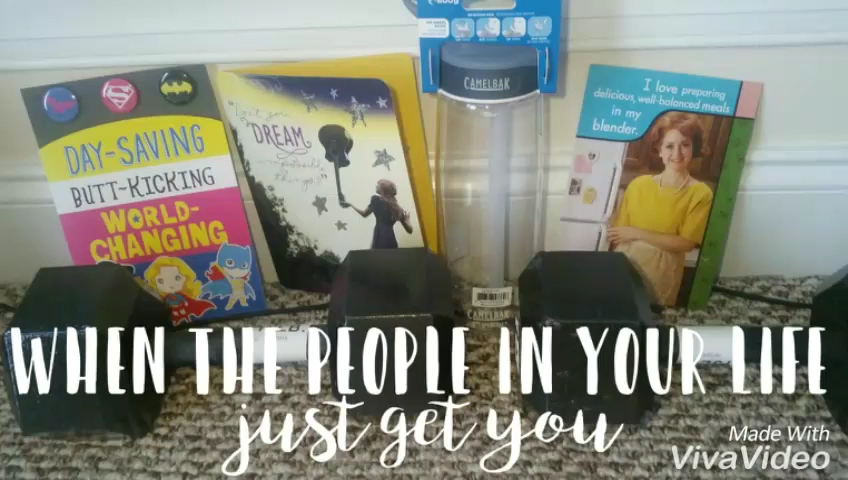 DAY-SAVING
BUTT-KICKING
WORLD-
CHANGING
DREAM
CAMELBAK
CAMELBAK
I love preparing
delicious, well-balanced meals
in my
blender.
WHEN THE PEOPLE IN YOUR LIFE
just get you
Made With
VivaVideo